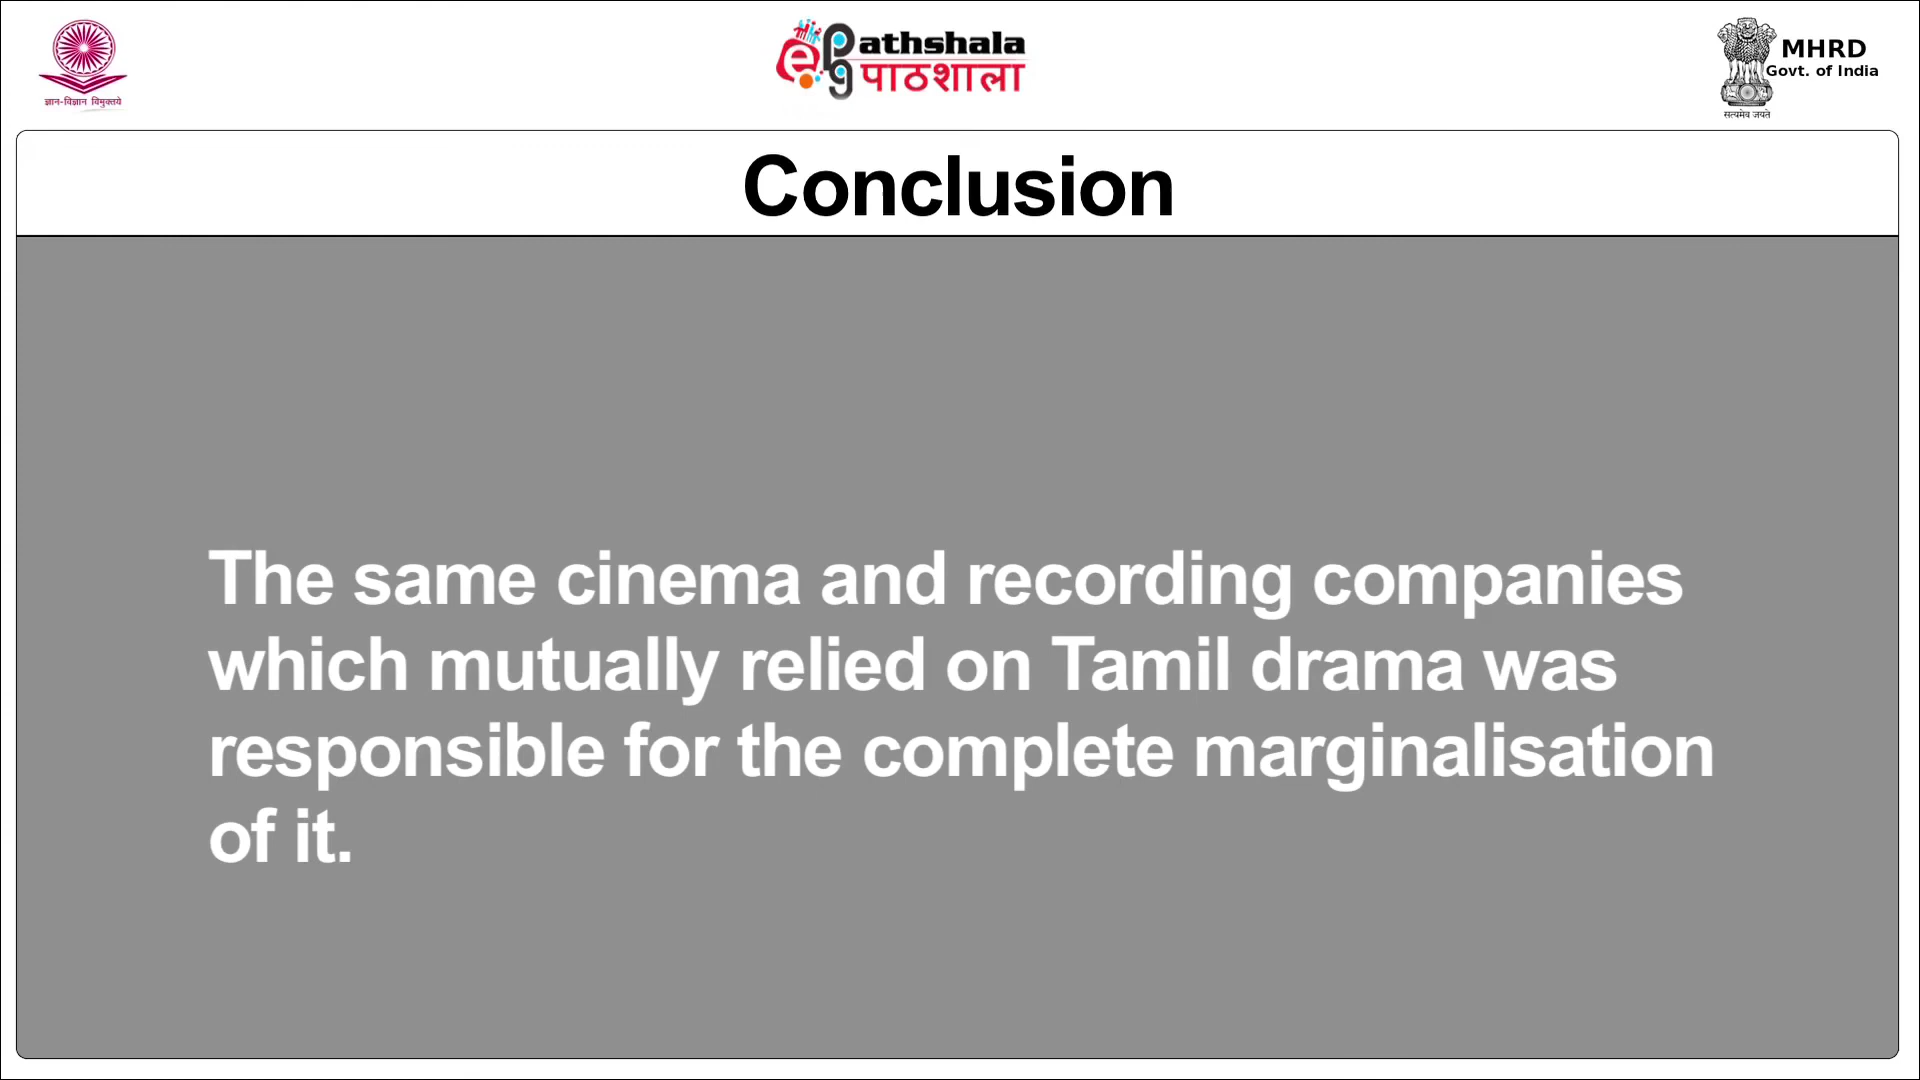 ज्ञान-विज्ञान विमुक्तये
epg athshala
पाठशाला
MHRD
Govt. of India
सत्यमेव जयते
Conclusion
The same cinema and recording companies
which mutually relied on Tamil drama was
responsible for the complete marginalisation
of it.